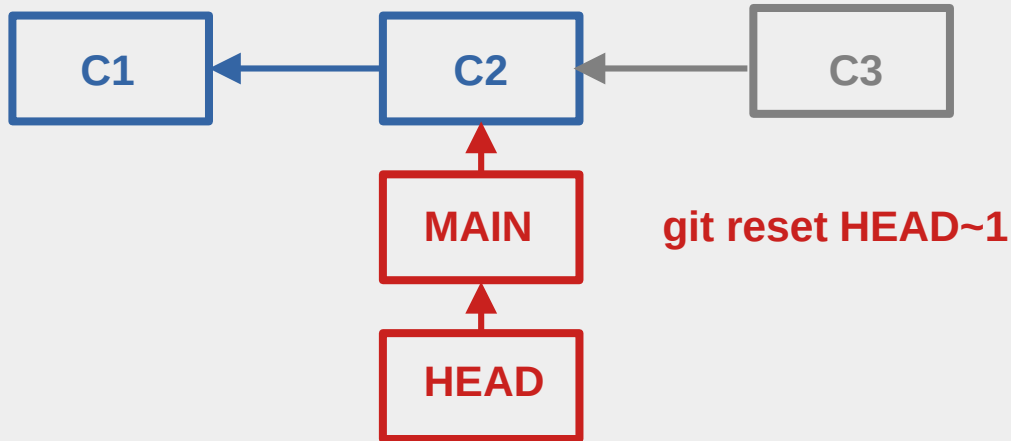 C1
C2
C3
MAIN
git reset HEAD~1
HEAD